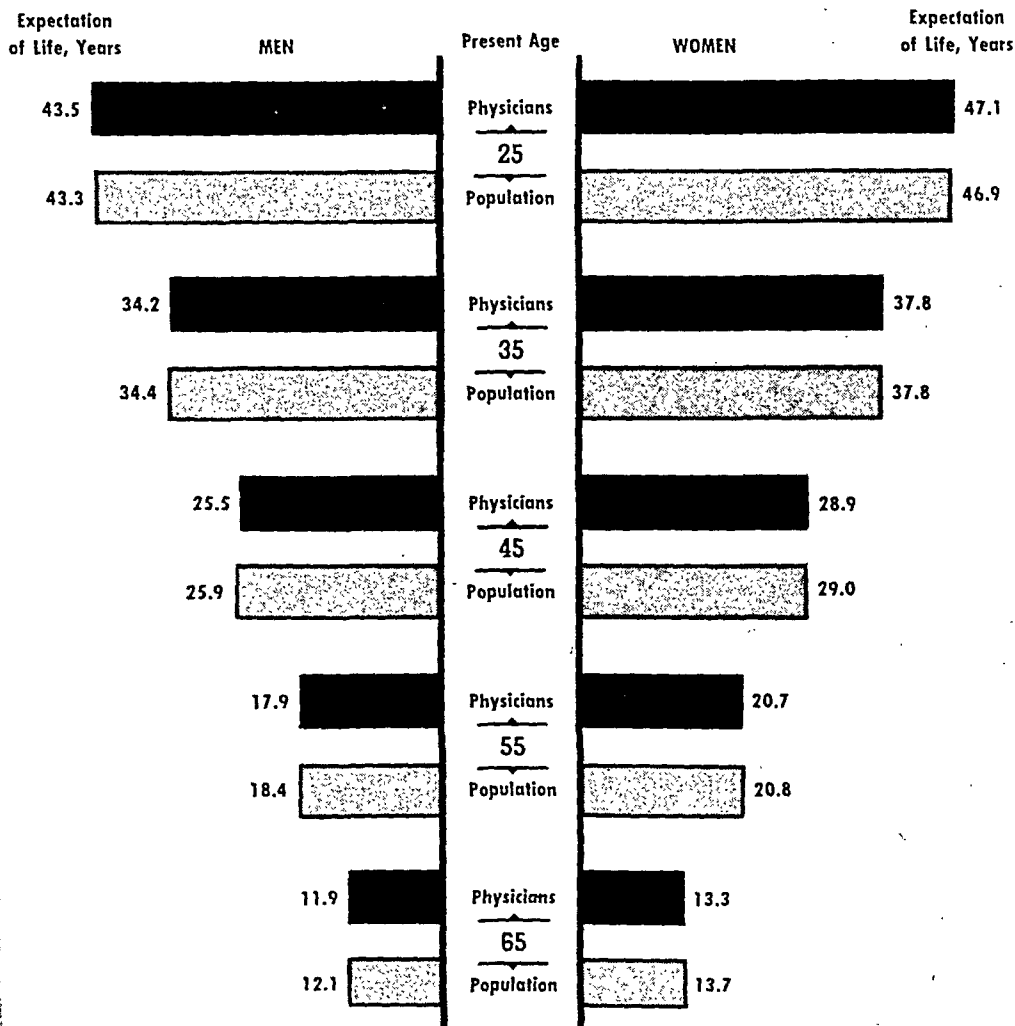 Expectation
of Life, Years
MEN
Present Age
WOMEN
Expectation
of Life, Years
43.5
Physicians
47.1
25
43.3
Population
46.9
34.2
Physicians
37.8
35
34.4
Population
37.8
25.5
Physicians
28.9
45
25.9
Population
29.0
17.9
Physicians
20.7
55
18.4
Population
20.8
11.9
Physicians
13.3
65
12.1
Population
13.7